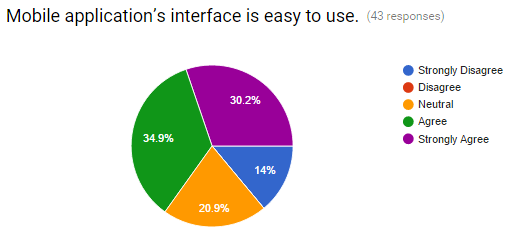 Mobile application's interface is easy to use. (43 responses)
30.2%
34.9%
14%
20.9%
Strongly Disagree
Disagree
Neutral
Agree
Strongly Agree